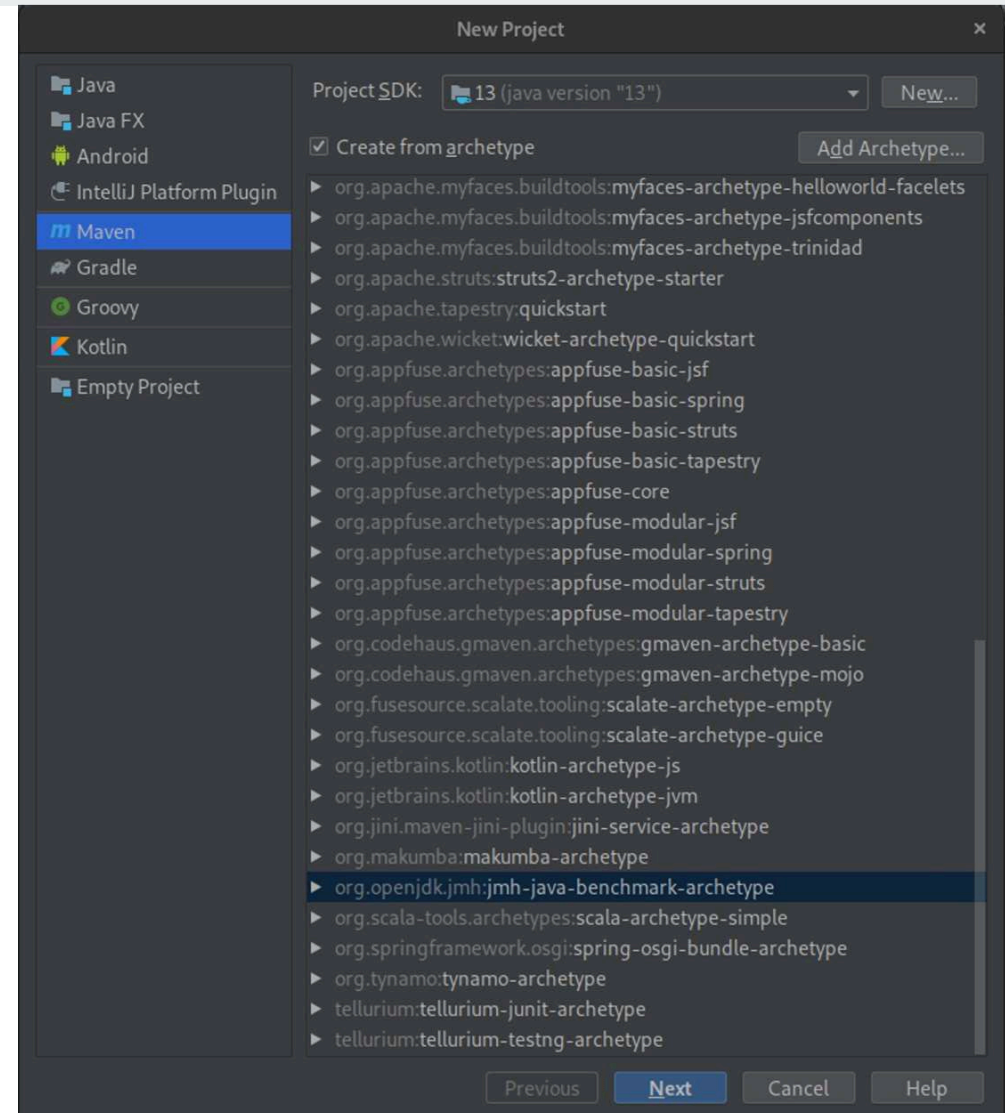 New Project
Java
Java FX
Android
IntelliJ Platform Plugin
Maven
Gradle
Groovy
Kotlin
Empty Project
Project SDK: 13 (java version "13") New...
Create from archetype Add Archetype...
org.apache.myfaces.buildtools:myfaces-archetype-helloworld-facelets
org.apache.myfaces.buildtools:myfaces-archetype-jsfcomponents
org.apache.myfaces.buildtools:myfaces-archetype-trinidad
org.apache.struts:struts2-archetype-starter
org.apache.tapestry:quickstart
org.apache.wicket:wicket-archetype-quickstart
org.appfuse.archetypes:appfuse-basic-jsf
org.appfuse.archetypes:appfuse-basic-spring
org.appfuse.archetypes:appfuse-basic-struts
org.appfuse.archetypes:appfuse-basic-tapestry
org.appfuse.archetypes:appfuse-core
org.appfuse.archetypes:appfuse-modular-jsf
org.appfuse.archetypes:appfuse-modular-spring
org.appfuse.archetypes:appfuse-modular-struts
org.appfuse.archetypes:appfuse-modular-tapestry
org.codehaus.gmaven.archetypes:gmaven-archetype-basic
org.codehaus.gmaven.archetypes:gmaven-archetype-mojo
org.fusesource.scalate.tooling:scalate-archetype-empty
org.fusesource.scalate.tooling:scalate-archetype-guice
org.jetbrains.kotlin:kotlin-archetype-js
org.jetbrains.kotlin:kotlin-archetype-jvm
org.jini.maven-jini-plugin:jini-service-archetype
org.makumba:makumba-archetype
org.openjdk.jmh:jmh-java-benchmark-archetype
org.scala-tools.archetypes:scala-archetype-simple
org.springframework.osgi:spring-osgi-bundle-archetype
org.tynamo:tynamo-archetype
tellurium:tellurium-junit-archetype
tellurium:tellurium-testng-archetype
Previous Next Cancel Help